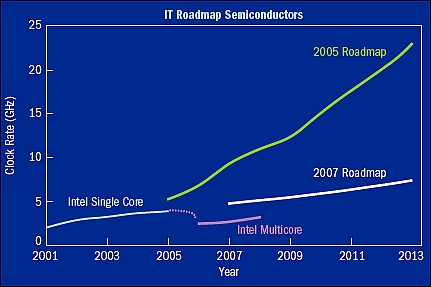 IT Roadmap Semiconductors
25
20
15
10
5
0
Clock Rate (GHz)
2005 Roadmap
2007 Roadmap
Intel Single Core
Intel Multicore
2001 2003 2005 2007 2009 2011 2013
Year